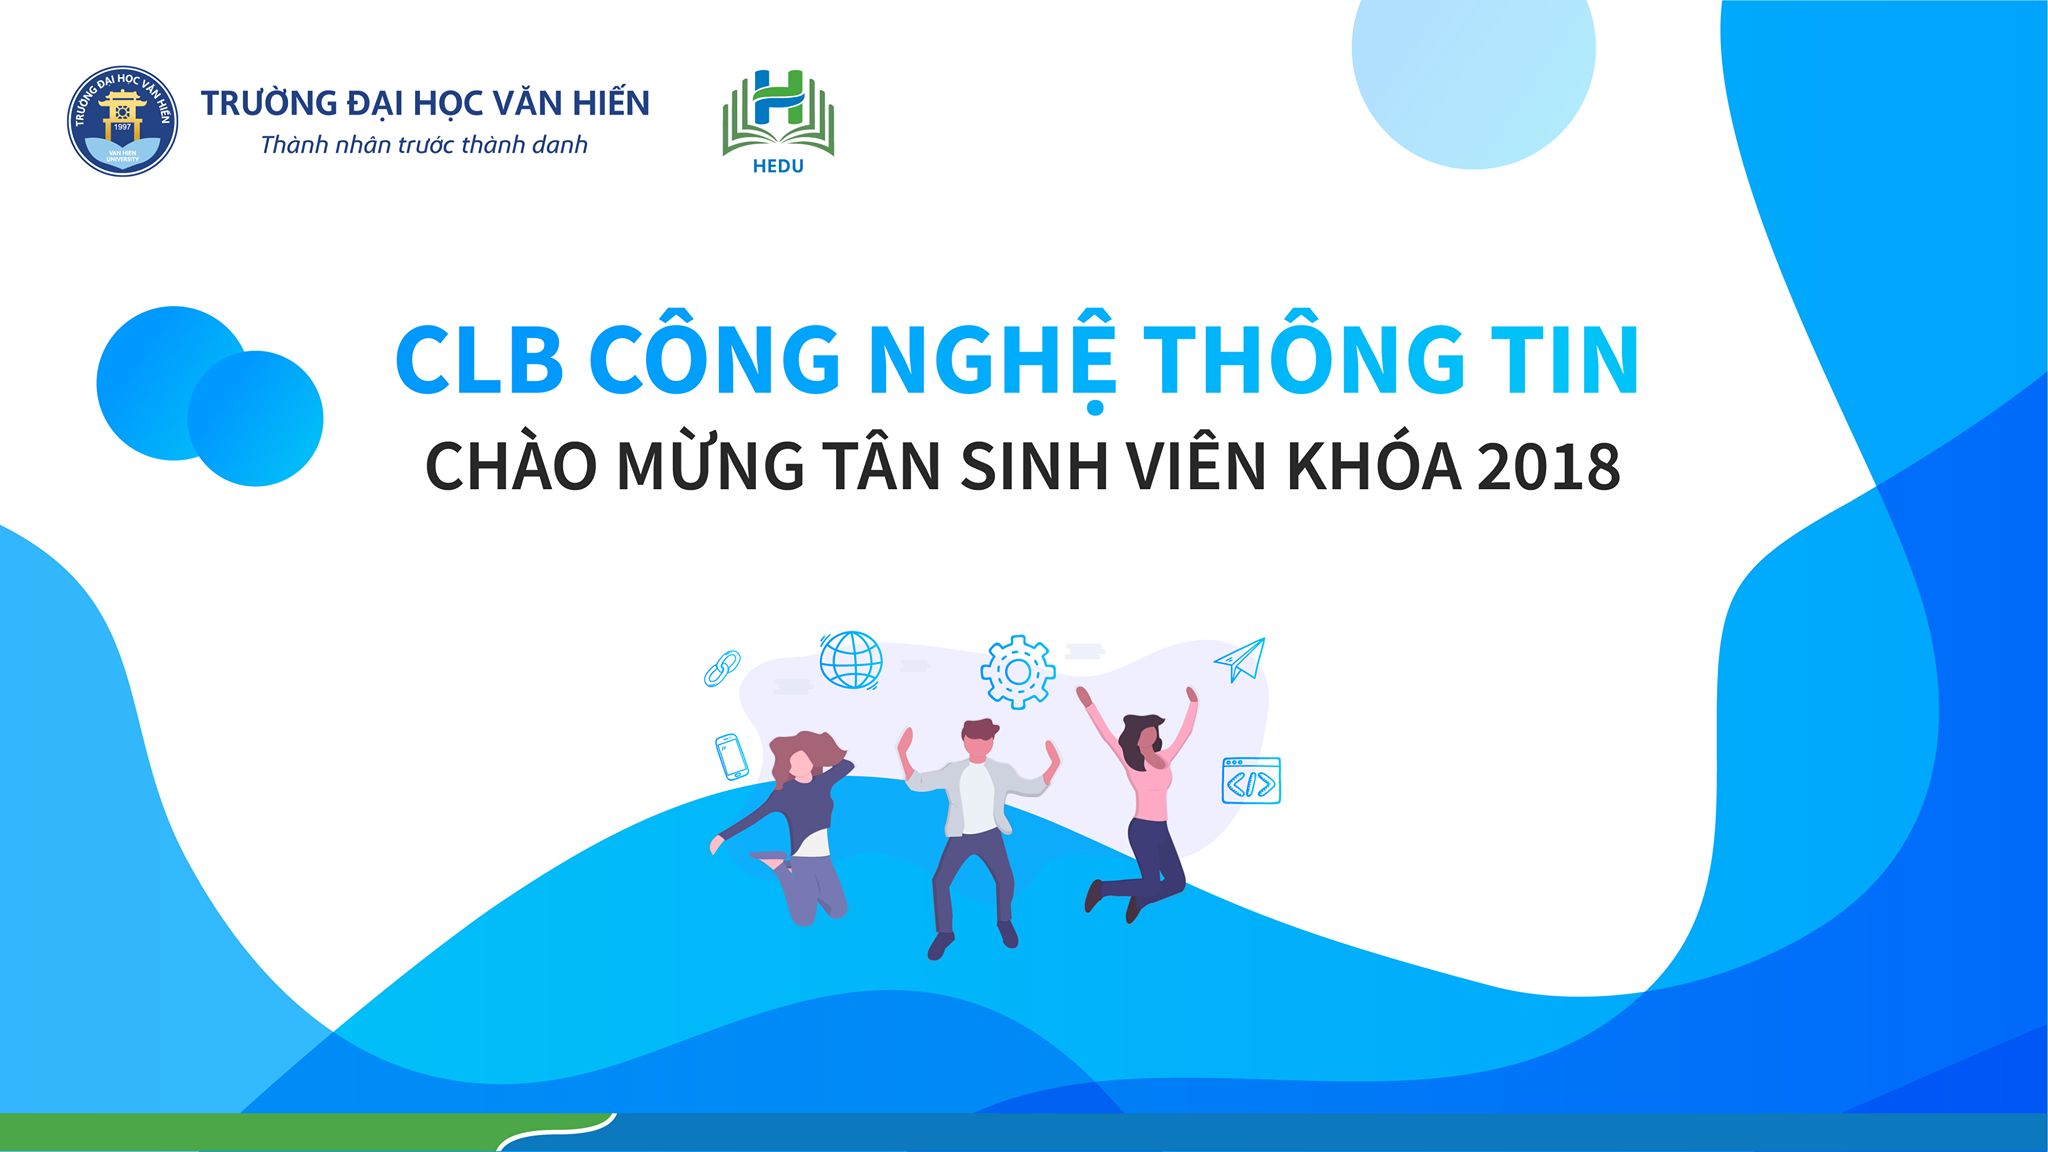 TRƯỜNG ĐẠI HỌC VĂN HIẾN
1997
VAN HIEN
UNIVERSITY
TRƯỜNG ĐẠI HỌC VĂN HIẾN
Thành nhân trước thành danh
HEDU
CLB CÔNG NGHỆ THÔNG TIN
CHÀO MỪNG TÂN SINH VIÊN KHÓA 2018